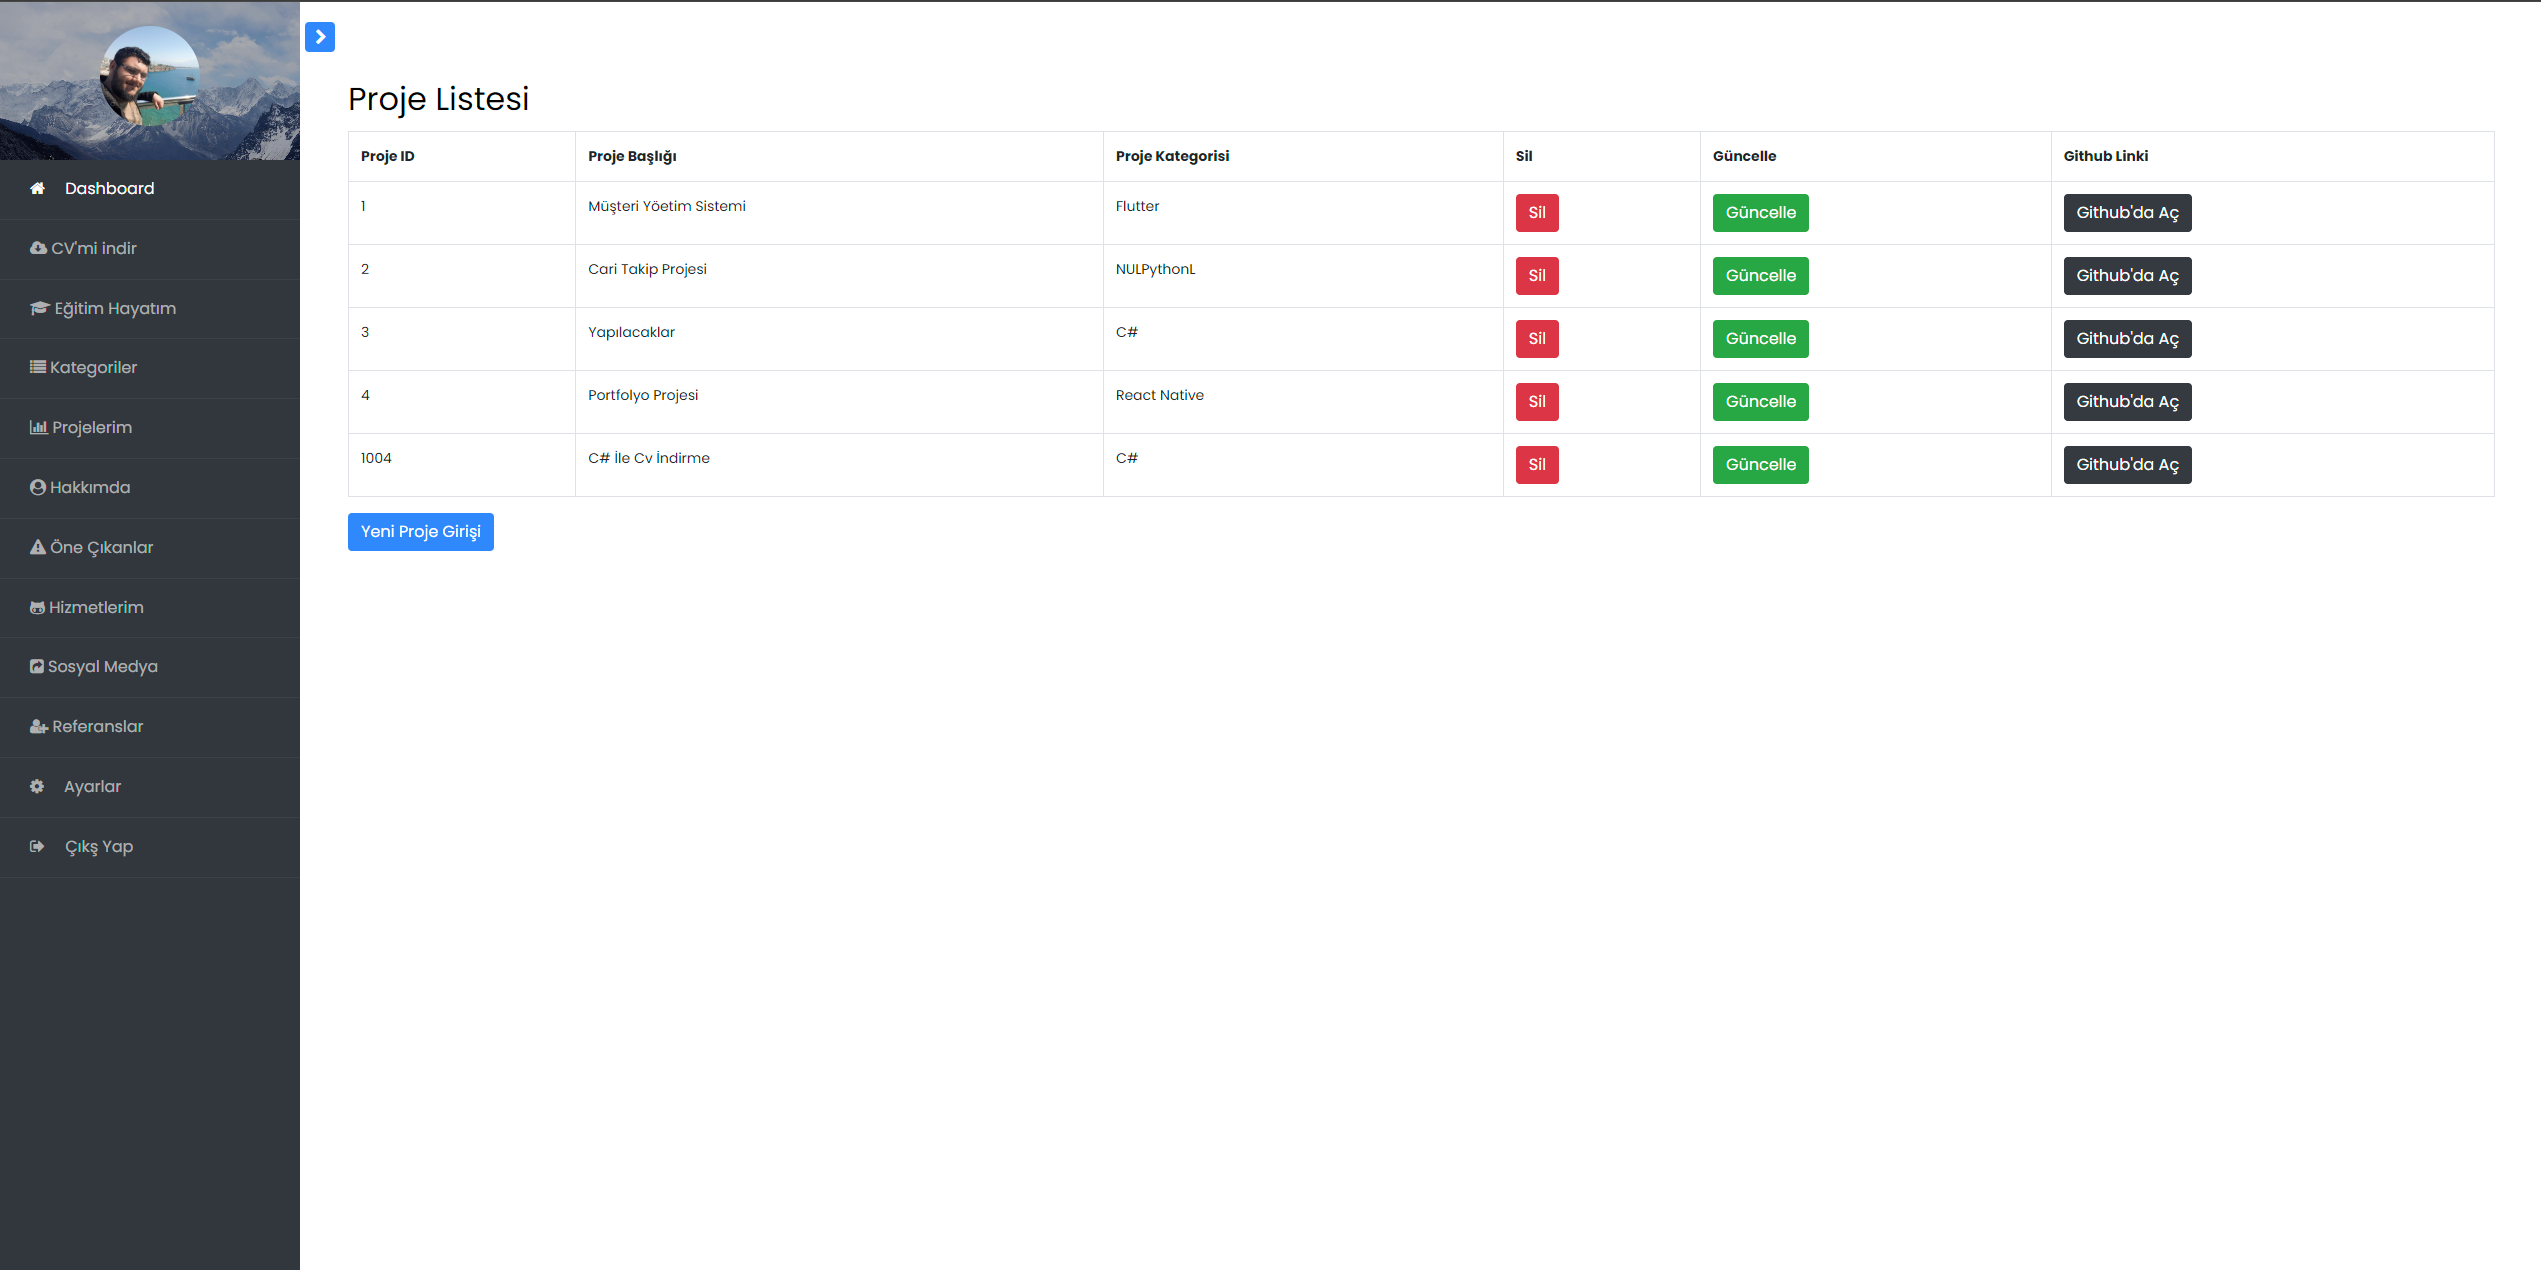 Dashboard
CV'mi indir
Eğitim Hayatım
Kategoriler
Projelerim
Hakkımda
Öne Çıkanlar
Hizmetlerim
Sosyal Medya
Referanslar
Ayarlar
Çıkş Yap
Proje Listesi
Proje ID Proje Başlığı Proje Kategorisi Sil Güncelle Github Linki
1 Müşteri Yöetim Sistemi Flutter Sil Güncelle Github'da Aç
2 Cari Takip Projesi NULPythonL Sil Güncelle Github'da Aç
3 Yapılacaklar C# Sil Güncelle Github'da Aç
4 Portfolyo Projesi React Native Sil Güncelle Github'da Aç
1004 C# İle Cv İndirme C# Sil Güncelle Github'da Aç
Yeni Proje Girişi